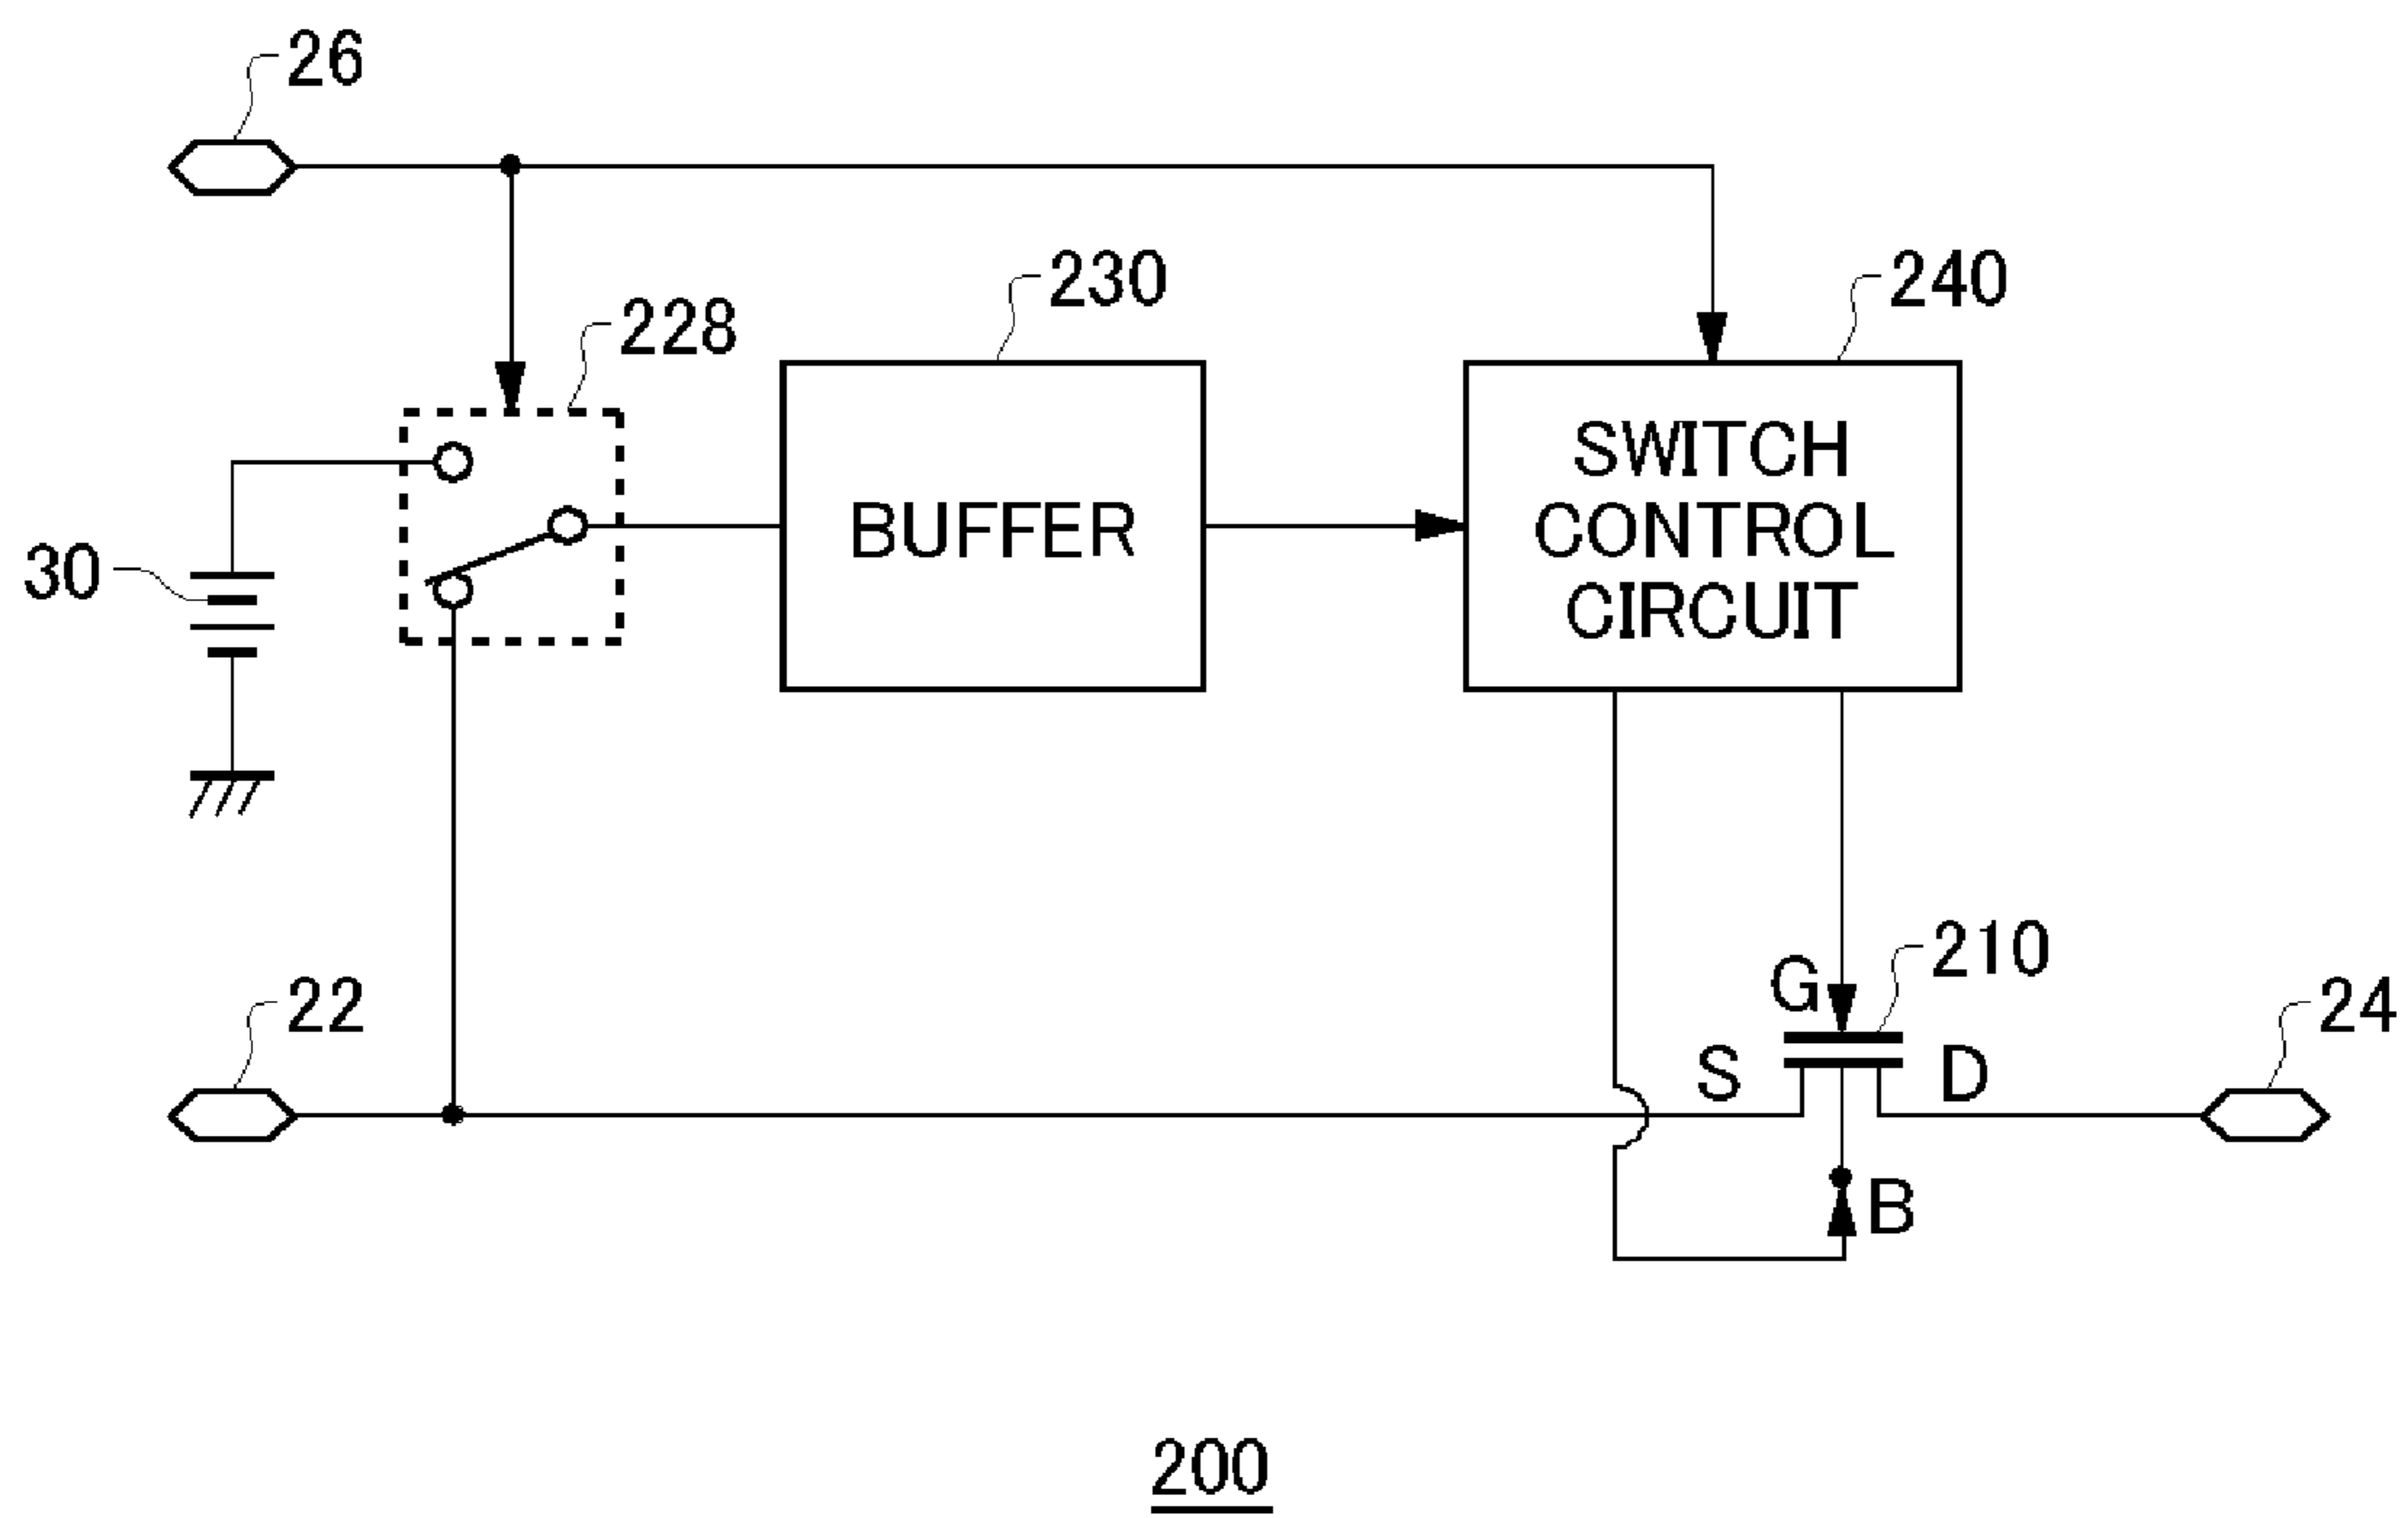 26
228
230
240
BUFFER
SWITCH
CONTROL
CIRCUIT
30
22
G
210
24
S
D
B
200